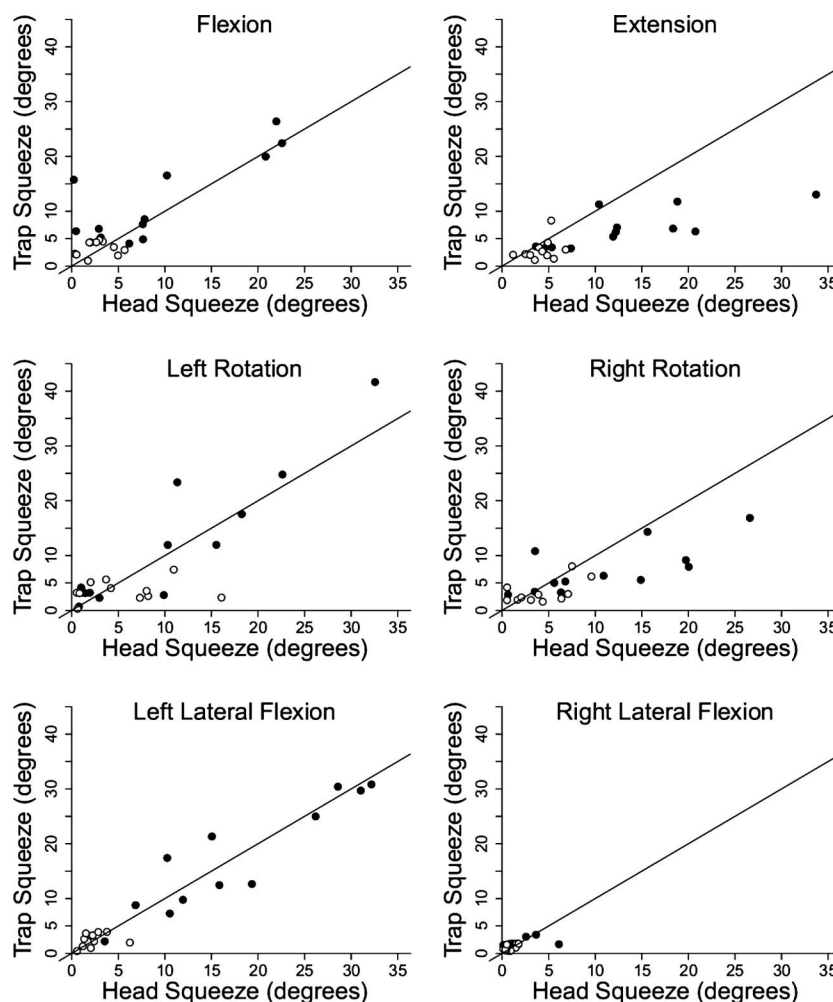 Flexion
Trap Squeeze (degrees)
0 5 10 20 30 40
0 5 10 15 20 25 30 35
Head Squeeze (degrees)
Extension
Trap Squeeze (degrees)
0 5 10 20 30 40
0 5 10 15 20 25 30 35
Head Squeeze (degrees)
Left Rotation
Trap Squeeze (degrees)
0 5 10 20 30 40
0 5 10 15 20 25 30 35
Head Squeeze (degrees)
Right Rotation
Trap Squeeze (degrees)
0 5 10 20 30 40
0 5 10 15 20 25 30 35
Head Squeeze (degrees)
Left Lateral Flexion
Trap Squeeze (degrees)
0 5 10 20 30 40
0 5 10 15 20 25 30 35
Head Squeeze (degrees)
Right Lateral Flexion
Trap Squeeze (degrees)
0 5 10 20 30 40
0 5 10 15 20 25 30 35
Head Squeeze (degrees)